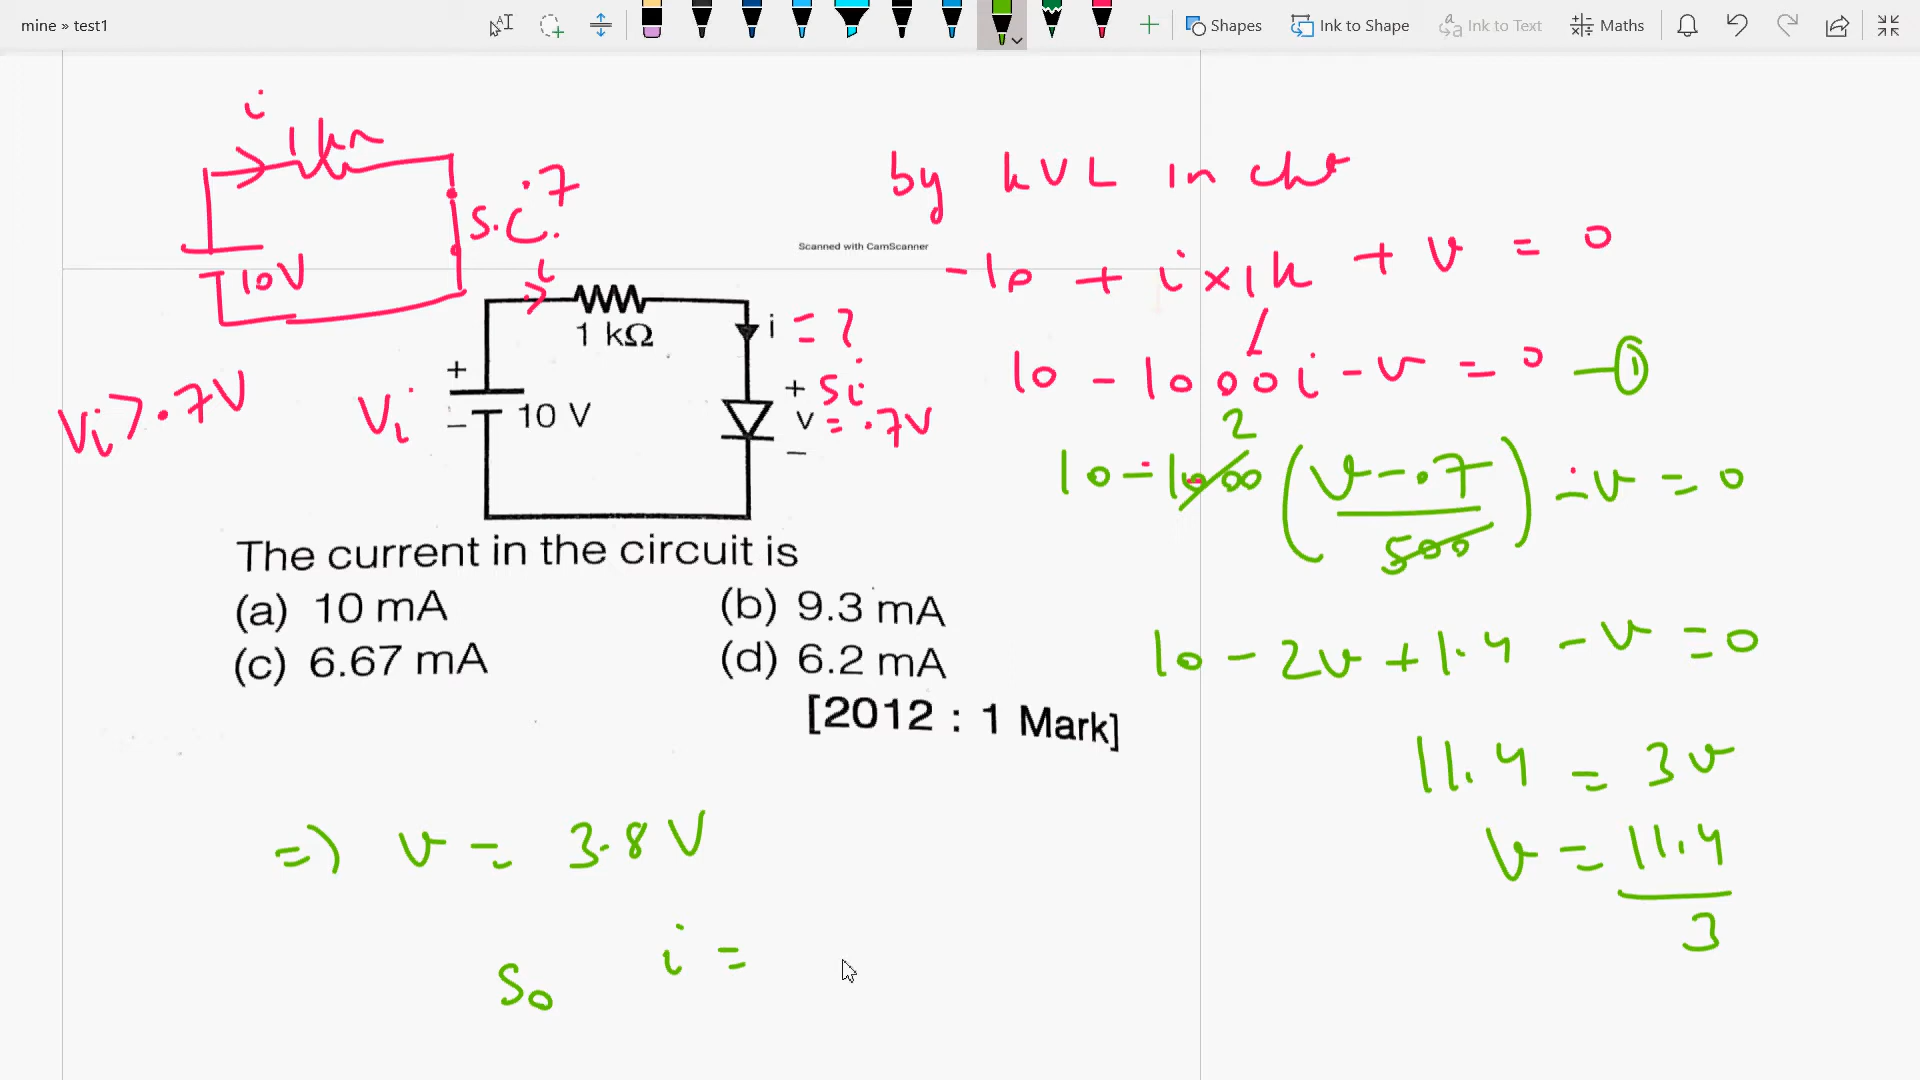 mine » test1
Shapes
Ink to Shape
Ink to Text
Maths
i
1kΩ
10V
.7
S.C.
Vi > .7V
Vi
by KVL in ckt
-10 + i×1k + v = 0
10 - 1000i - v = 0 - ①
2
10 - 1000 (v - .7 / 500) - v = 0
10 - 2v + 1.4 - v = 0
11.4 = 3v
v = 11.4
3
Scanned with CamScanner
i
1 kΩ
i = ?
+
-
10 V
+ Si
v = .7V
-
The current in the circuit is
(a) 10 mA (b) 9.3 mA
(c) 6.67 mA (d) 6.2 mA
[2012 : 1 Mark]
=) v = 3.8 V
So i =